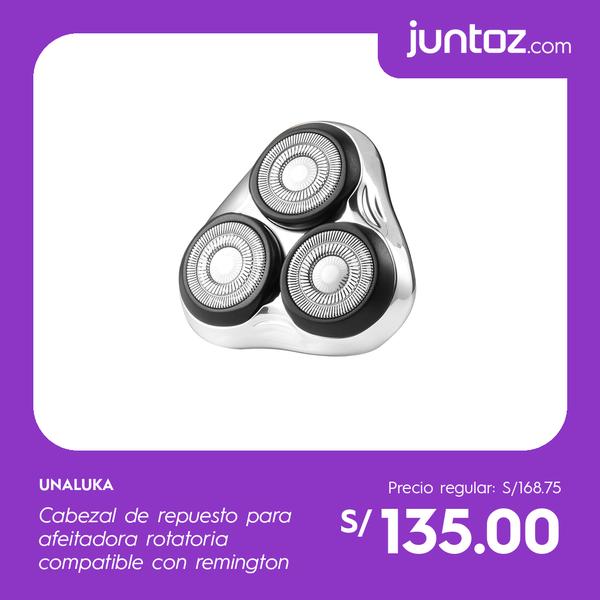 juntoz.com
UNALUKA
Cabezal de repuesto para
afeitadora rotatoria
compatible con remington
Precio regular: S/168.75
S/135.00